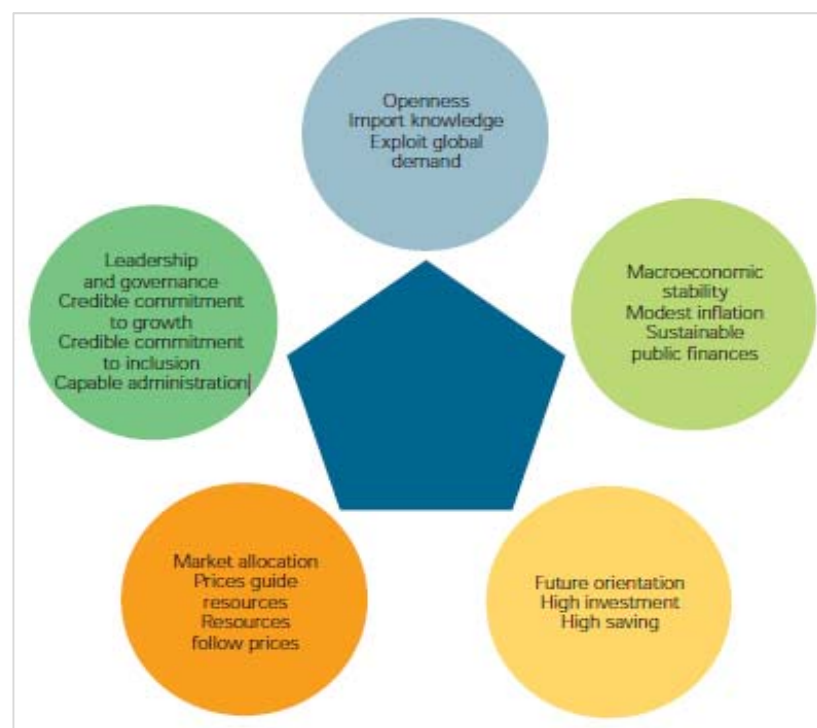 Openness
Import knowledge
Exploit global
demand
Leadership
and governance
Credible commitment
to growth
Credible commitment
to inclusion
Capable administration
Macroeconomic
stability
Modest inflation
Sustainable
public finances
Market allocation
Prices guide
resources
Resources
follow prices
Future orientation
High investment
High saving